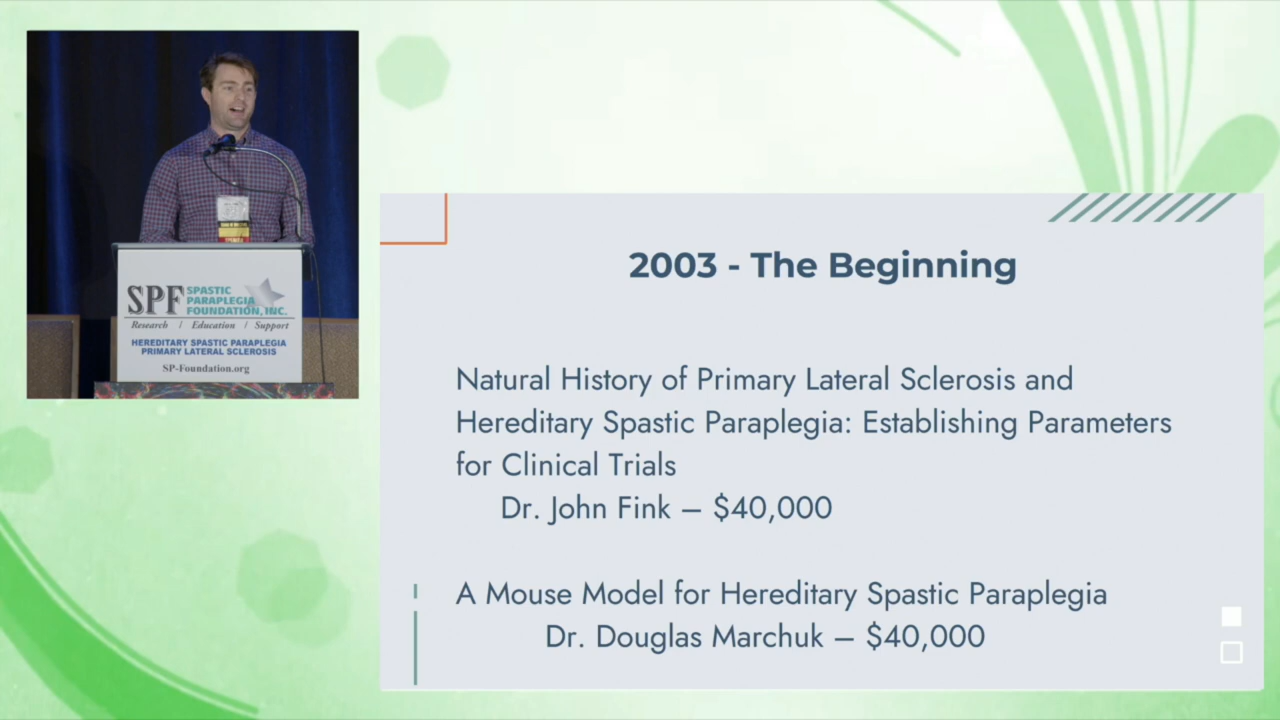 SPF SPASTIC
PARAPLEGIA
FOUNDATION, INC.
Research / Education / Support
HEREDITARY SPASTIC PARAPLEGIA
PRIMARY LATERAL SCLEROSIS
SP-Foundation.org
2003 - The Beginning
Natural History of Primary Lateral Sclerosis and
Hereditary Spastic Paraplegia: Establishing Parameters
for Clinical Trials
Dr. John Fink – $40,000
A Mouse Model for Hereditary Spastic Paraplegia
Dr. Douglas Marchuk – $40,000